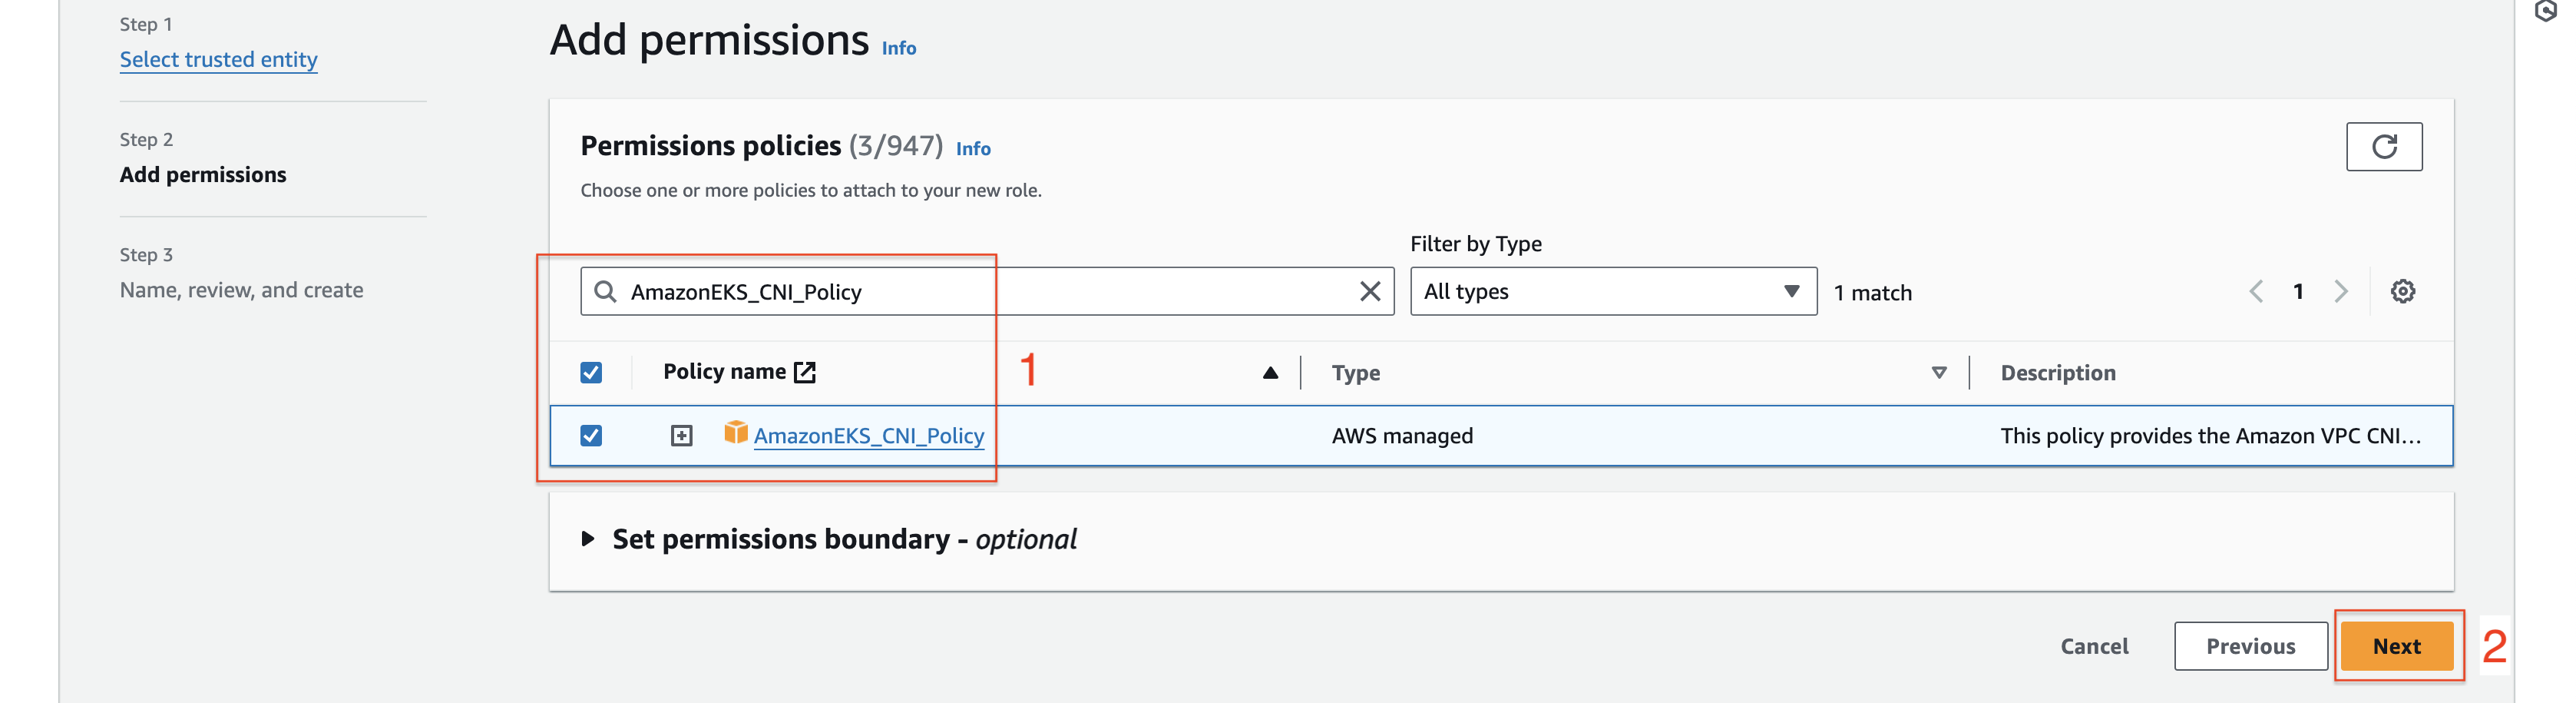 Step 1
Select trusted entity
Step 2
Add permissions
Step 3
Name, review, and create
Add permissions Info
Permissions policies (3/947) Info
Choose one or more policies to attach to your new role.
Filter by Type
AmazonEKS_CNI_Policy
All types
1 match
1
Policy name
1
Type
Description
AmazonEKS_CNI_Policy
AWS managed
This policy provides the Amazon VPC CNI...
Set permissions boundary - optional
Cancel
Previous
Next
2